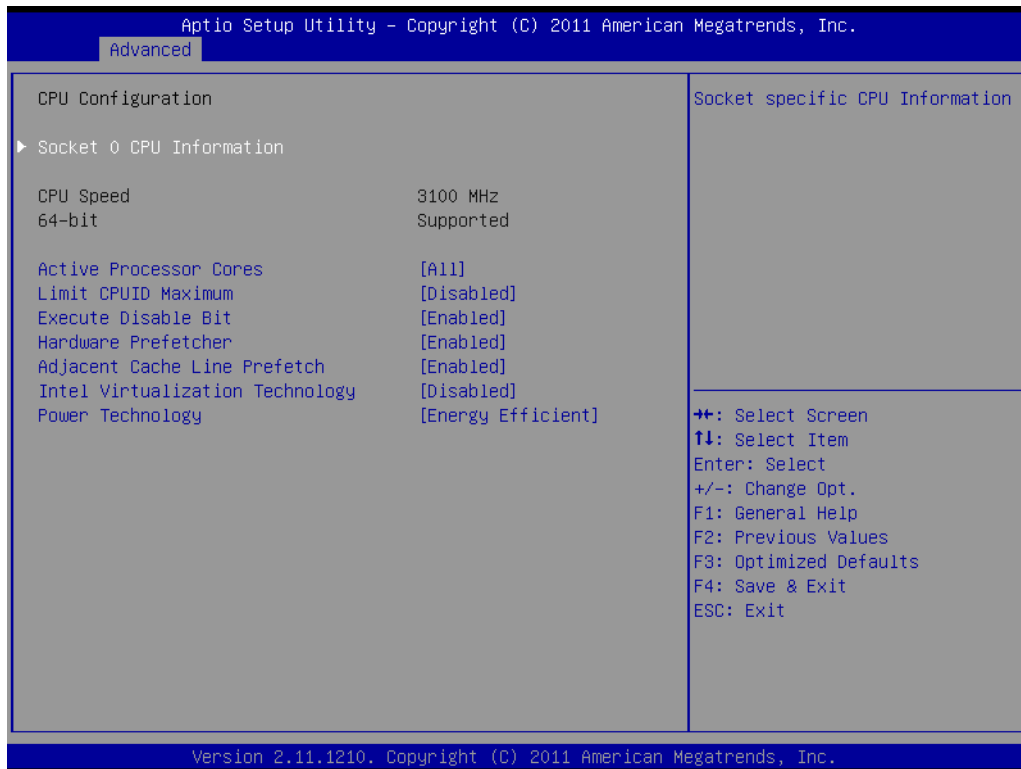 Aptio Setup Utility – Copyright (C) 2011 American Megatrends, Inc.
Advanced
CPU Configuration
Socket 0 CPU Information
CPU Speed 3100 MHz
64-bit Supported
Active Processor Cores [All]
Limit CPUID Maximum [Disabled]
Execute Disable Bit [Enabled]
Hardware Prefetcher [Enabled]
Adjacent Cache Line Prefetch [Enabled]
Intel Virtualization Technology [Disabled]
Power Technology [Energy Efficient]
Socket specific CPU Information
→←: Select Screen
↑↓: Select Item
Enter: Select
+/-: Change Opt.
F1: General Help
F2: Previous Values
F3: Optimized Defaults
F4: Save & Exit
ESC: Exit
Version 2.11.1210. Copyright (C) 2011 American Megatrends, Inc.